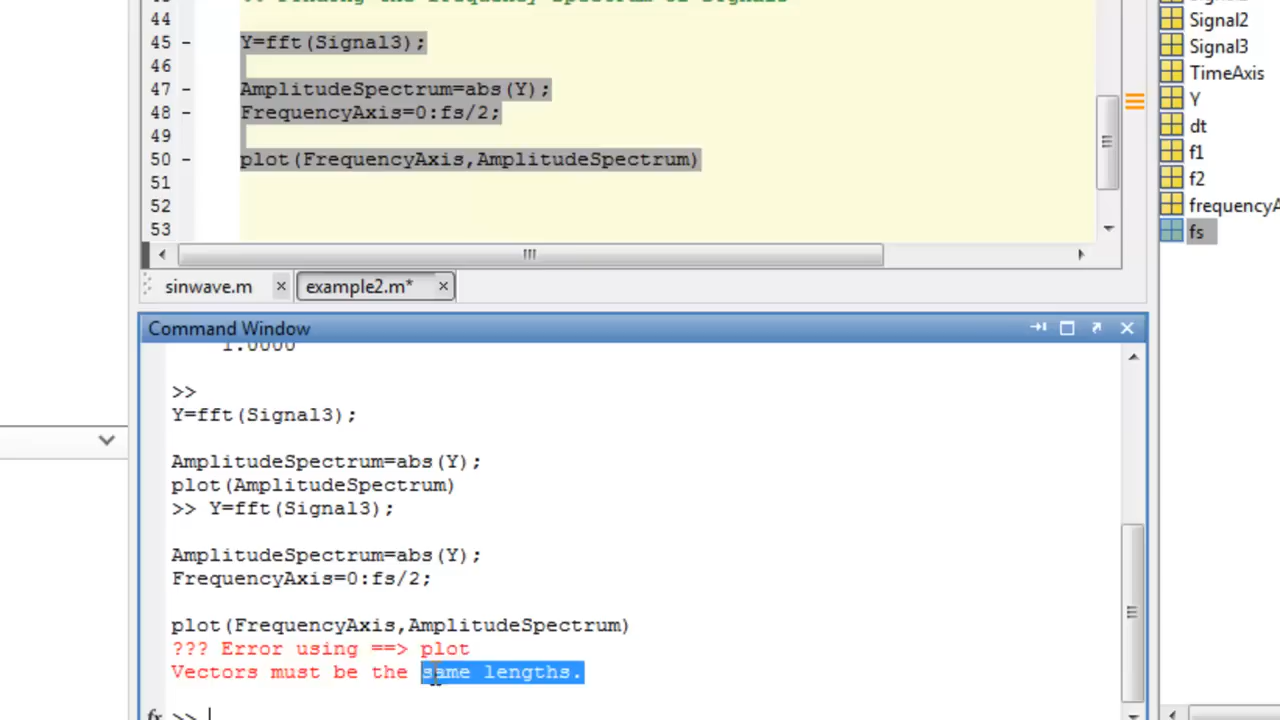 44
45 - Y=fft(Signal3);
46
47 - AmplitudeSpectrum=abs(Y);
48 - FrequencyAxis=0:fs/2;
49
50 - plot(FrequencyAxis,AmplitudeSpectrum)
51
52
53
sinwave.m × example2.m* ×
Signal2
Signal3
TimeAxis
Y
dt
f1
f2
frequencyA
fs
Command Window
1.0000
>>
Y=fft(Signal3);
AmplitudeSpectrum=abs(Y);
plot(AmplitudeSpectrum)
>> Y=fft(Signal3);
AmplitudeSpectrum=abs(Y);
FrequencyAxis=0:fs/2;
plot(FrequencyAxis,AmplitudeSpectrum)
??? Error using ==> plot
Vectors must be the same lengths.
fx >>